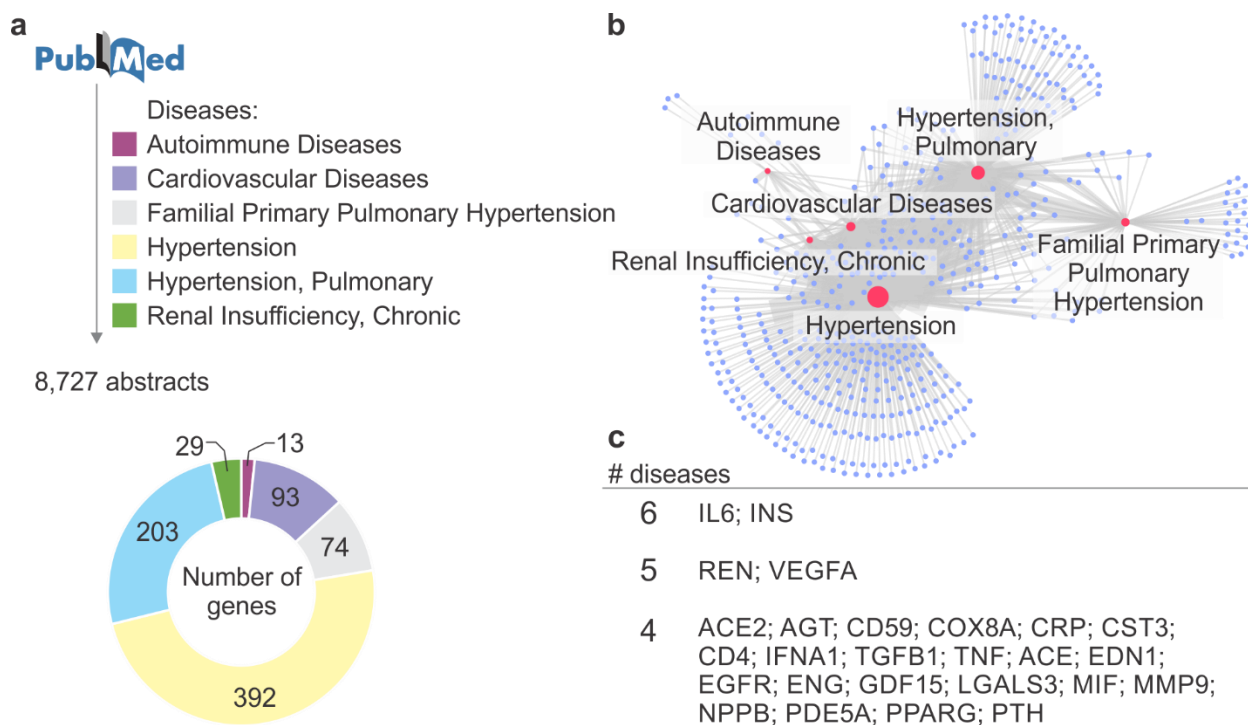 a
PubMed
Diseases:
Autoimmune Diseases
Cardiovascular Diseases
Familial Primary Pulmonary Hypertension
Hypertension
Hypertension, Pulmonary
Renal Insufficiency, Chronic
8,727 abstracts
29
13
93
203
74
Number of
genes
392
b
Autoimmune
Diseases
Hypertension,
Pulmonary
Cardiovascular Diseases
Renal Insufficiency, Chronic
Familial Primary
Pulmonary
Hypertension
Hypertension
c
# diseases
6 IL6; INS
5 REN; VEGFA
4 ACE2; AGT; CD59; COX8A; CRP; CST3;
CD4; IFNA1; TGFB1; TNF; ACE; EDN1;
EGFR; ENG; GDF15; LGALS3; MIF; MMP9;
NPPB; PDE5A; PPARG; PTH